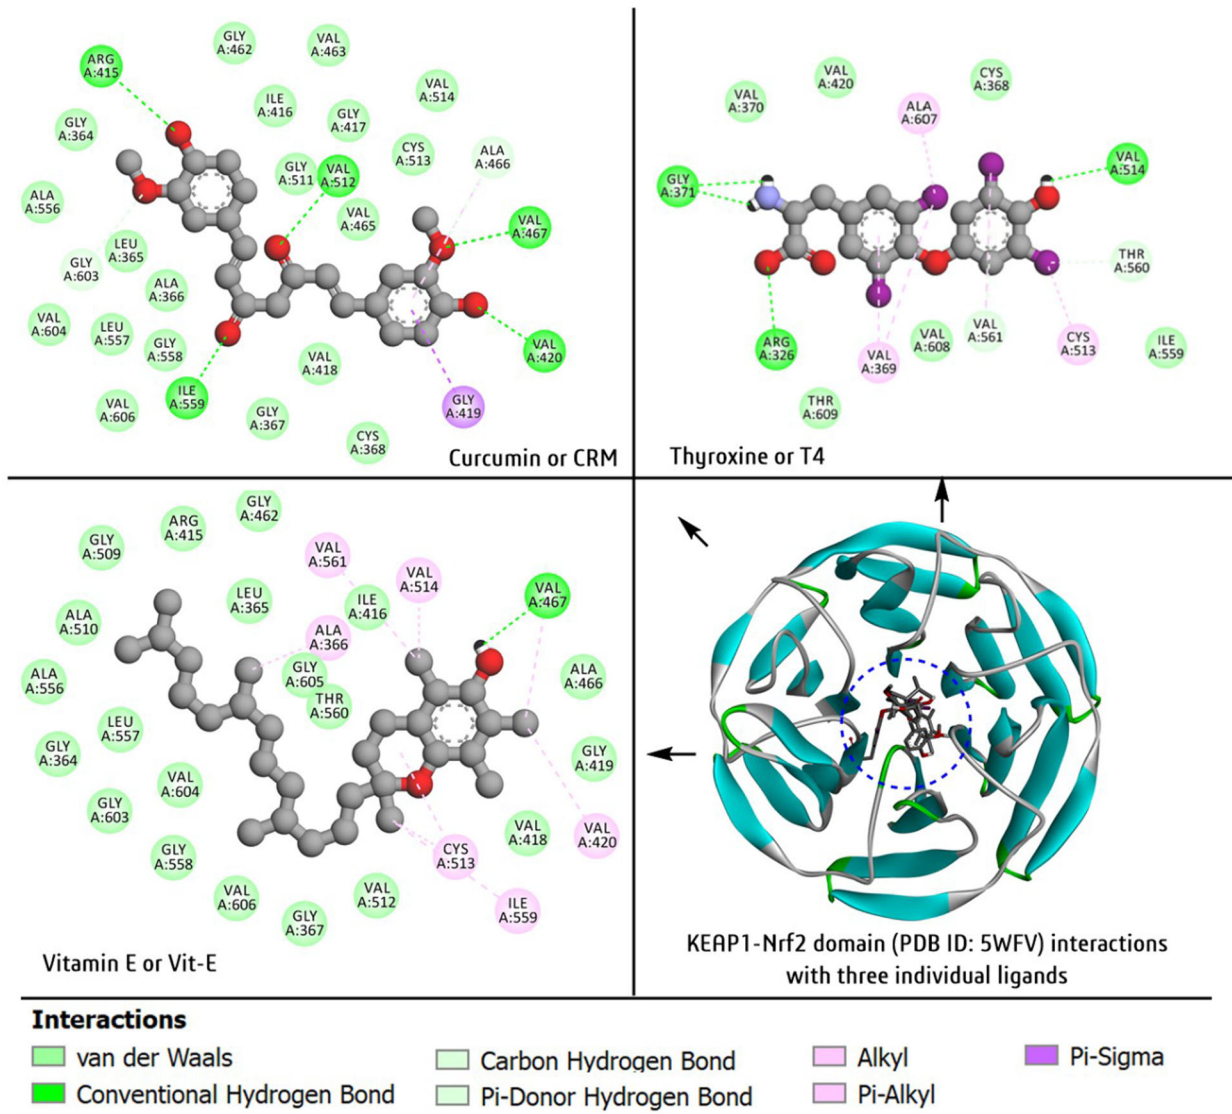 ARG
A:415
GLY
A:462
VAL
A:463
VAL
A:514
ILE
A:416
GLY
A:417
GLY
A:364
CYS
A:513
ALA
A:466
GLY
A:511
VAL
A:512
ALA
A:556
VAL
A:465
VAL
A:467
LEU
A:365
GLY
A:603
ALA
A:366
VAL
A:604
LEU
A:557
GLY
A:558
VAL
A:418
VAL
A:420
ILE
A:559
VAL
A:606
GLY
A:367
GLY
A:419
CYS
A:368
Curcumin or CRM
VAL
A:370
VAL
A:420
CYS
A:368
ALA
A:607
GLY
A:371
VAL
A:514
THR
A:560
ARG
A:326
VAL
A:369
VAL
A:608
VAL
A:561
CYS
A:513
ILE
A:559
THR
A:609
Thyroxine or T4
GLY
A:509
ARG
A:415
GLY
A:462
VAL
A:561
VAL
A:514
VAL
A:467
LEU
A:365
ILE
A:416
ALA
A:510
ALA
A:366
ALA
A:556
GLY
A:605
THR
A:560
ALA
A:466
LEU
A:557
GLY
A:364
GLY
A:419
VAL
A:604
GLY
A:603
VAL
A:418
VAL
A:420
GLY
A:558
CYS
A:513
VAL
A:606
VAL
A:512
GLY
A:367
ILE
A:559
Vitamin E or Vit-E
KEAP1-Nrf2 domain (PDB ID: 5WFV) interactions
with three individual ligands
Interactions
van der Waals
Conventional Hydrogen Bond
Carbon Hydrogen Bond
Pi-Donor Hydrogen Bond
Alkyl
Pi-Alkyl
Pi-Sigma